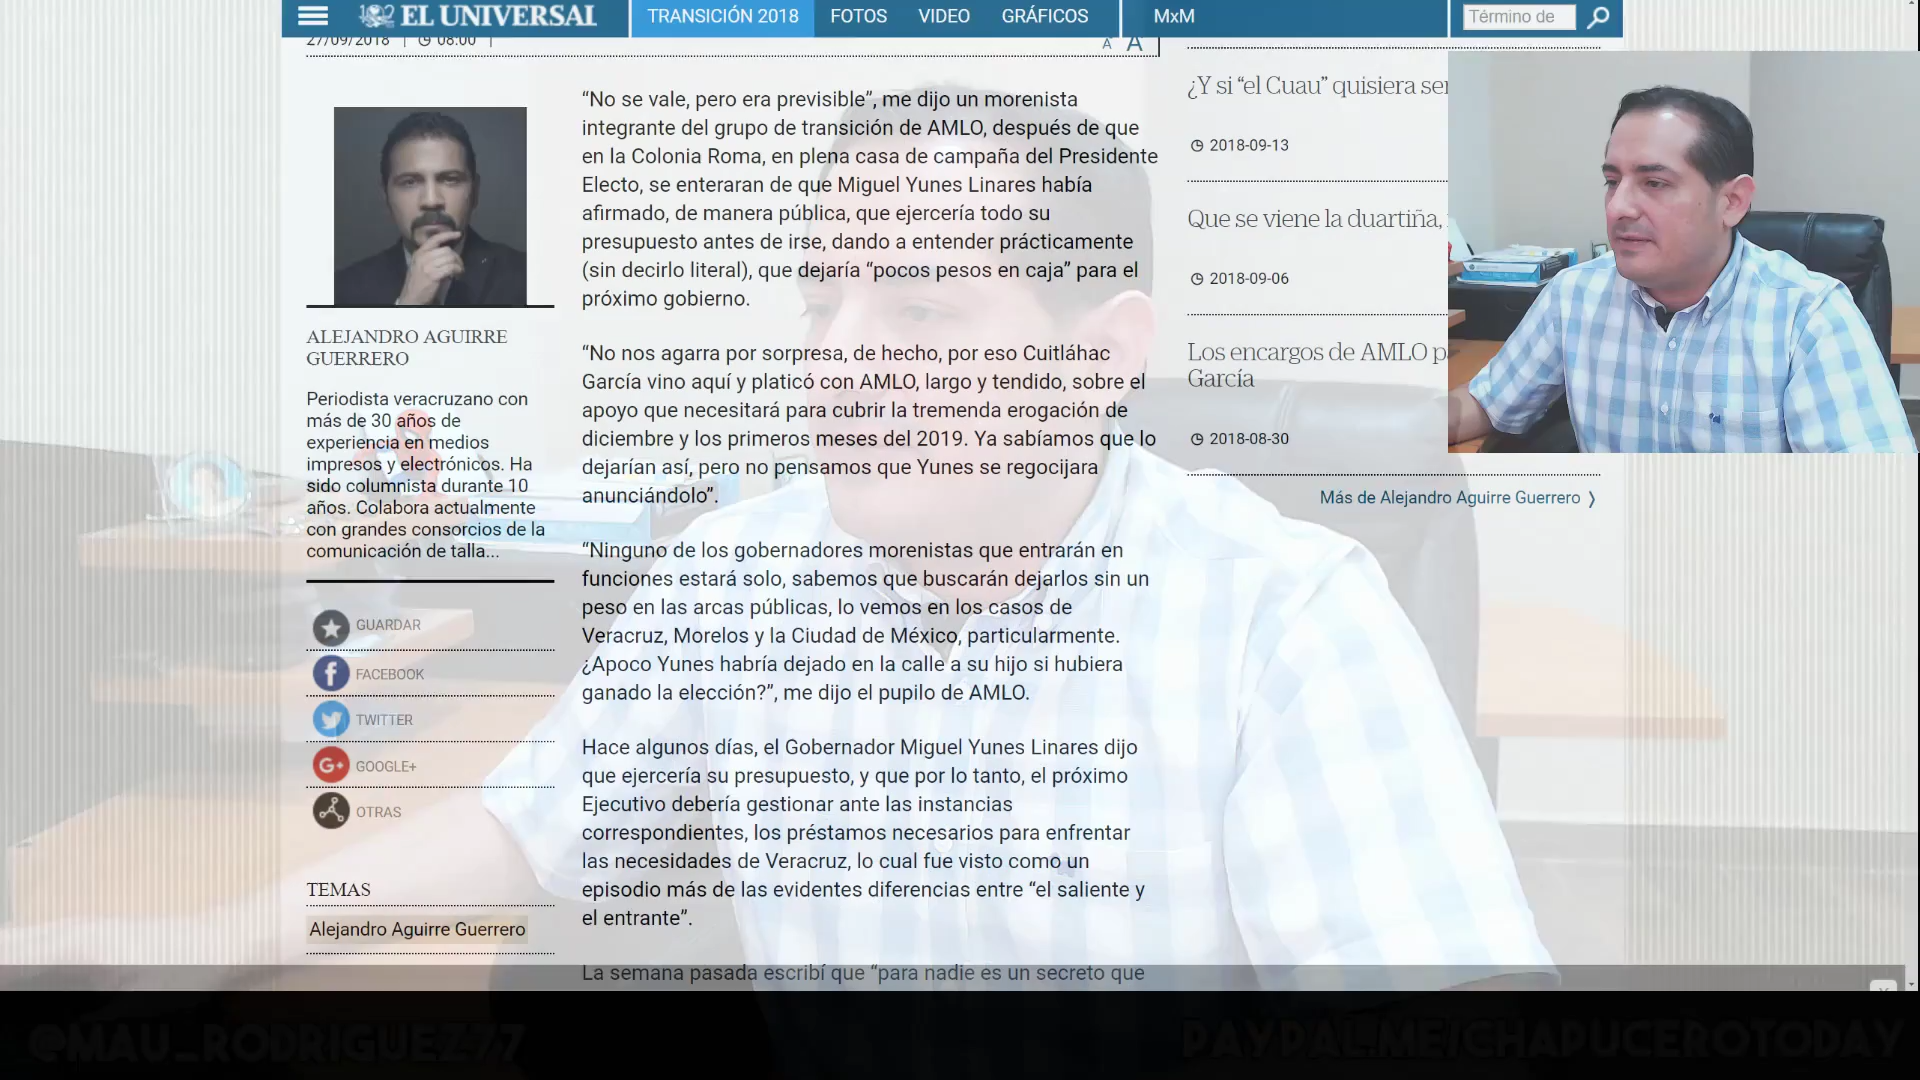 EL UNIVERSAL
TRANSICIÓN 2018
FOTOS
VIDEO
GRÁFICOS
MxM
Término de
27/09/2018 | 08:00 |
A A
ALEJANDRO AGUIRRE
GUERRERO
Periodista veracruzano con
más de 30 años de
experiencia en medios
impresos y electrónicos. Ha
sido columnista durante 10
años. Colabora actualmente
con grandes consorcios de la
comunicación de talla...
GUARDAR
FACEBOOK
TWITTER
GOOGLE+
OTRAS
TEMAS
Alejandro Aguirre Guerrero
“No se vale, pero era previsible”, me dijo un morenista
integrante del grupo de transición de AMLO, después de que
en la Colonia Roma, en plena casa de campaña del Presidente
Electo, se enteraran de que Miguel Yunes Linares había
afirmado, de manera pública, que ejercería todo su
presupuesto antes de irse, dando a entender prácticamente
(sin decirlo literal), que dejaría “pocos pesos en caja” para el
próximo gobierno.
“No nos agarra por sorpresa, de hecho, por eso Cuitláhac
García vino aquí y platicó con AMLO, largo y tendido, sobre el
apoyo que necesitará para cubrir la tremenda erogación de
diciembre y los primeros meses del 2019. Ya sabíamos que lo
dejarían así, pero no pensamos que Yunes se regocijara
anunciándolo”.
“Ninguno de los gobernadores morenistas que entrarán en
funciones estará solo, sabemos que buscarán dejarlos sin un
peso en las arcas públicas, lo vemos en los casos de
Veracruz, Morelos y la Ciudad de México, particularmente.
¿Apoco Yunes habría dejado en la calle a su hijo si hubiera
ganado la elección?”, me dijo el pupilo de AMLO.
Hace algunos días, el Gobernador Miguel Yunes Linares dijo
que ejercería su presupuesto, y que por lo tanto, el próximo
Ejecutivo debería gestionar ante las instancias
correspondientes, los préstamos necesarios para enfrentar
las necesidades de Veracruz, lo cual fue visto como un
episodio más de las evidentes diferencias entre “el saliente y
el entrante”.
La semana pasada escribí que “para nadie es un secreto que
¿Y si “el Cuau” quisiera ser
2018-09-13
Que se viene la duartiña,
2018-09-06
Los encargos de AMLO p
García
2018-08-30
Más de Alejandro Aguirre Guerrero
@MAU_RODRIGUEZ77
PAYPAL.ME/CHAPUCEROTODAY